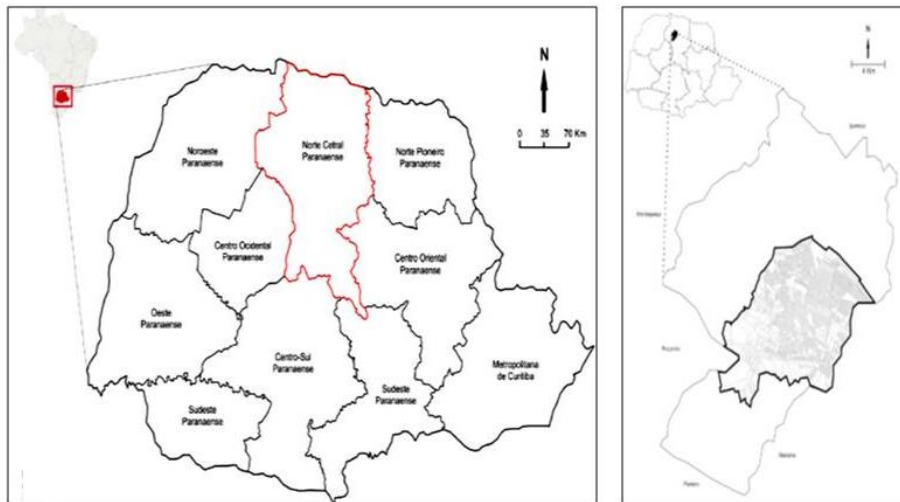 N
0 35 70 Km
Noroeste
Paranaense
Norte Cetral
Paranaense
Norte Pioneiro
Paranaense
Centro Ocidental
Paranaense
Centro Oriental
Paranaense
Oeste
Paranaense
Centro-Sul
Paranaense
Metropolitana
de Curitiba
Sudeste
Paranaense
Sudeste
Paranaense
N